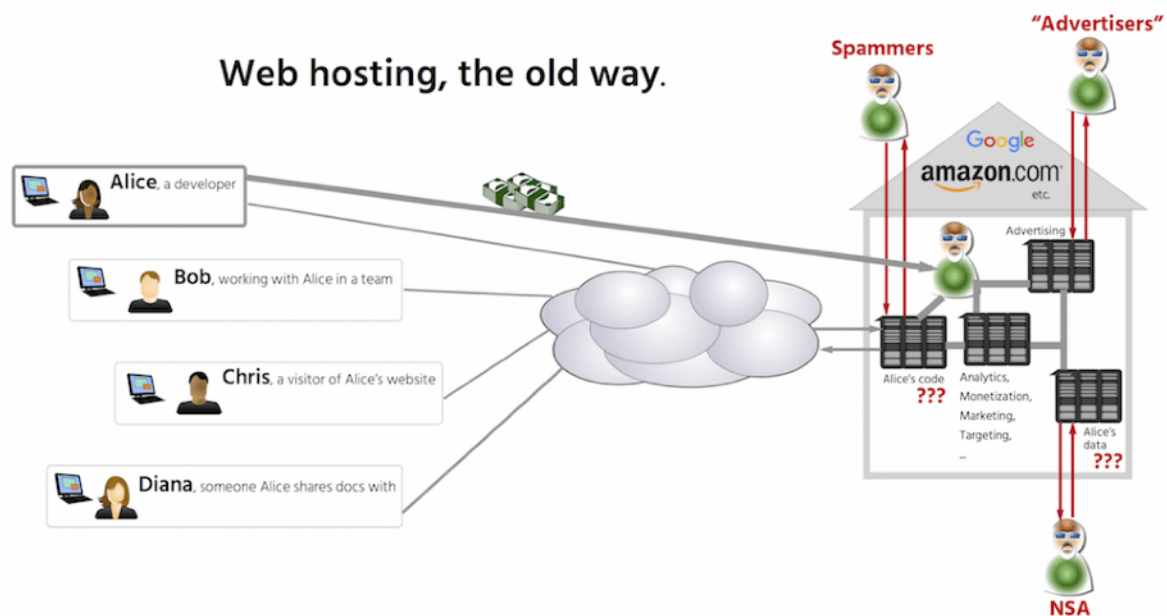 "Advertisers"
Spammers
Web hosting, the old way.
Google
amazon.com
etc.
Alice, a developer
Advertising
Bob, working with Alice in a team
Chris, a visitor of Alice's website
Alice's code
???
Analytics,
Monetization,
Marketing,
Targeting,
...
Alice's
data
???
Diana, someone Alice shares docs with
NSA